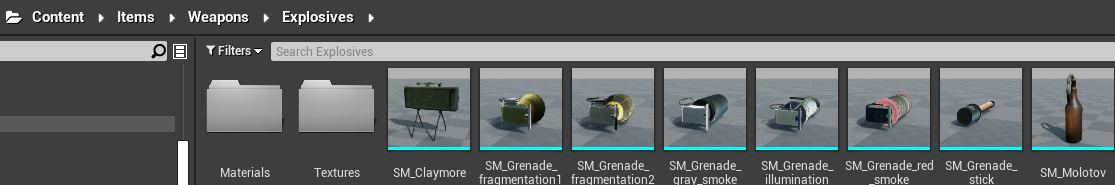 Content Items Weapons Explosives
Filters Search Explosives
Materials
Textures
SM_Claymore
SM_Grenade_
fragmentation1
SM_Grenade_
fragmentation2
SM_Grenade_
gray_smoke
SM_Grenade_
illumination
SM_Grenade_red
_smoke
SM_Grenade_
stick
SM_Molotov